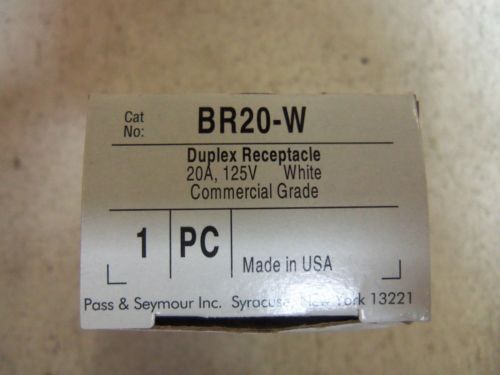 Cat No: BR20-W
Duplex Receptacle
20A, 125V White
Commercial Grade
1 PC
Made in USA
Pass & Seymour Inc. Syracuse, New York 13221